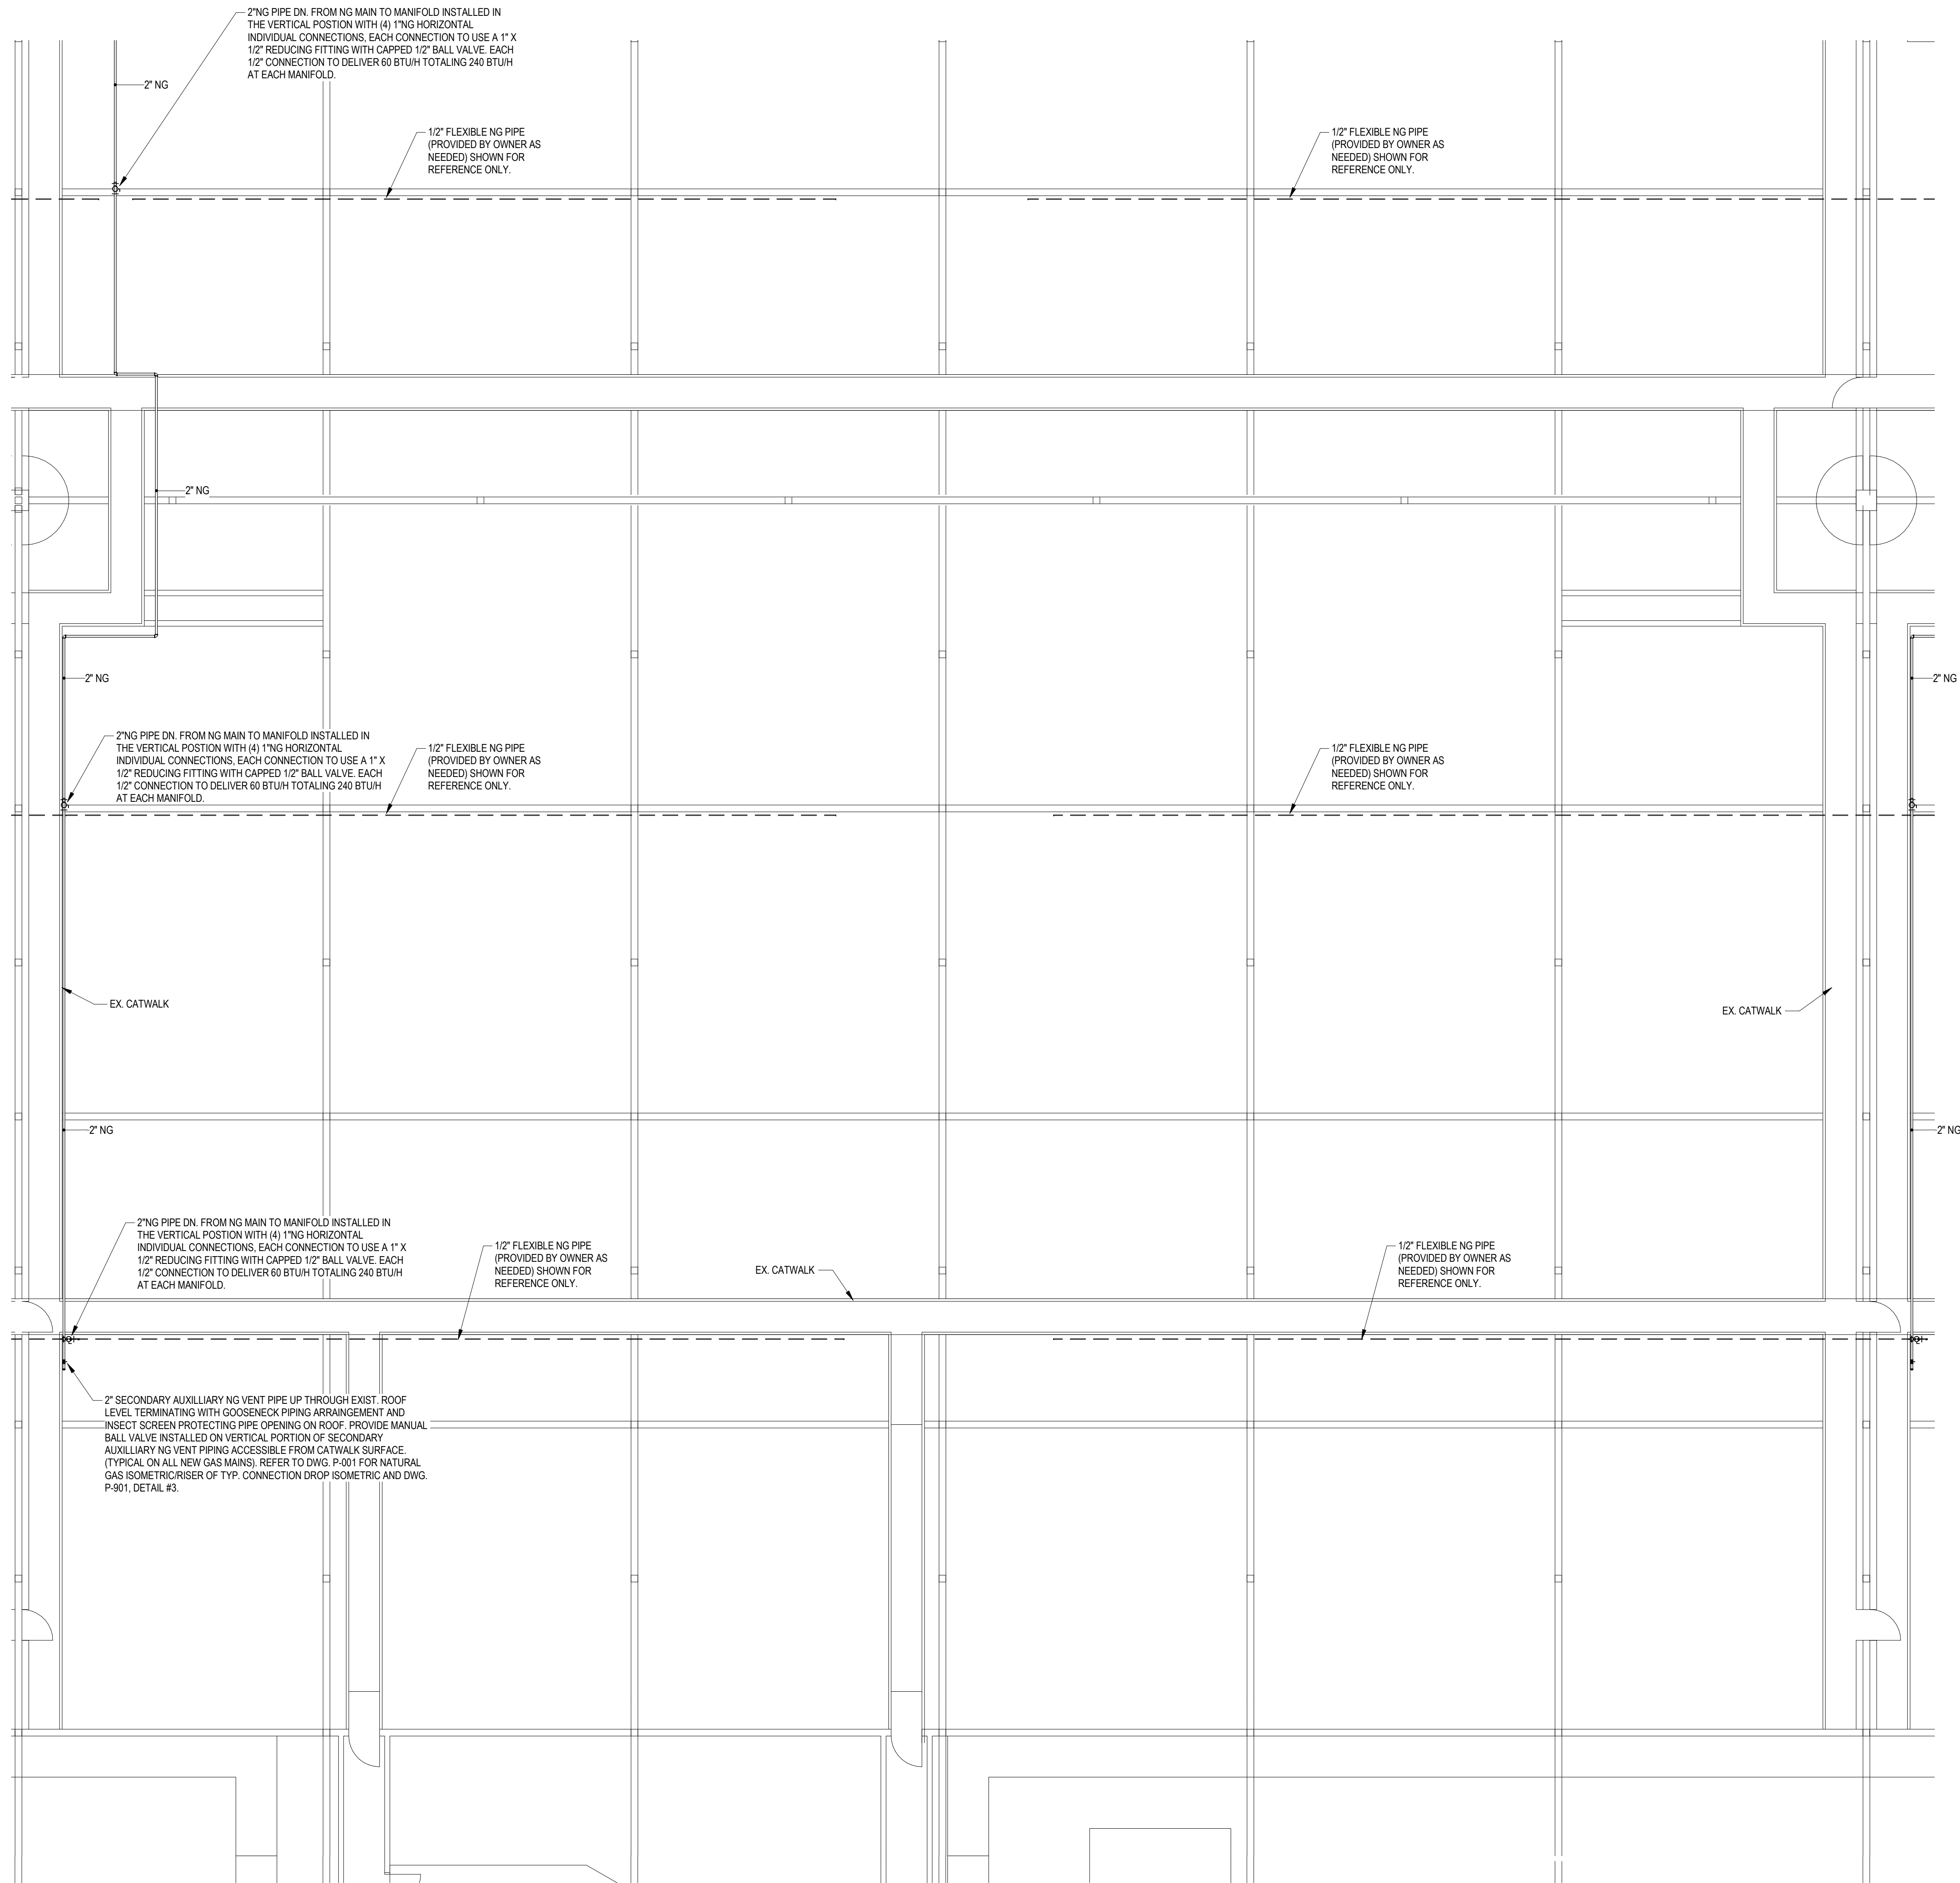 2"NG PIPE DN. FROM NG MAIN TO MANIFOLD INSTALLED IN
THE VERTICAL POSTION WITH (4) 1"NG HORIZONTAL
INDIVIDUAL CONNECTIONS, EACH CONNECTION TO USE A 1" X
1/2" REDUCING FITTING WITH CAPPED 1/2" BALL VALVE. EACH
1/2" CONNECTION TO DELIVER 60 BTU/H TOTALING 240 BTU/H
AT EACH MANIFOLD.
2" NG
1/2" FLEXIBLE NG PIPE
(PROVIDED BY OWNER AS
NEEDED) SHOWN FOR
REFERENCE ONLY.
1/2" FLEXIBLE NG PIPE
(PROVIDED BY OWNER AS
NEEDED) SHOWN FOR
REFERENCE ONLY.
2" NG
2" NG
2" NG
2"NG PIPE DN. FROM NG MAIN TO MANIFOLD INSTALLED IN
THE VERTICAL POSTION WITH (4) 1"NG HORIZONTAL
INDIVIDUAL CONNECTIONS, EACH CONNECTION TO USE A 1" X
1/2" REDUCING FITTING WITH CAPPED 1/2" BALL VALVE. EACH
1/2" CONNECTION TO DELIVER 60 BTU/H TOTALING 240 BTU/H
AT EACH MANIFOLD.
1/2" FLEXIBLE NG PIPE
(PROVIDED BY OWNER AS
NEEDED) SHOWN FOR
REFERENCE ONLY.
1/2" FLEXIBLE NG PIPE
(PROVIDED BY OWNER AS
NEEDED) SHOWN FOR
REFERENCE ONLY.
EX. CATWALK
EX. CATWALK
2" NG
2" NG
2"NG PIPE DN. FROM NG MAIN TO MANIFOLD INSTALLED IN
THE VERTICAL POSTION WITH (4) 1"NG HORIZONTAL
INDIVIDUAL CONNECTIONS, EACH CONNECTION TO USE A 1" X
1/2" REDUCING FITTING WITH CAPPED 1/2" BALL VALVE. EACH
1/2" CONNECTION TO DELIVER 60 BTU/H TOTALING 240 BTU/H
AT EACH MANIFOLD.
1/2" FLEXIBLE NG PIPE
(PROVIDED BY OWNER AS
NEEDED) SHOWN FOR
REFERENCE ONLY.
EX. CATWALK
1/2" FLEXIBLE NG PIPE
(PROVIDED BY OWNER AS
NEEDED) SHOWN FOR
REFERENCE ONLY.
2" SECONDARY AUXILLIARY NG VENT PIPE UP THROUGH EXIST. ROOF
LEVEL TERMINATING WITH GOOSENECK PIPING ARRAINGEMENT AND
INSECT SCREEN PROTECTING PIPE OPENING ON ROOF. PROVIDE MANUAL
BALL VALVE INSTALLED ON VERTICAL PORTION OF SECONDARY
AUXILLIARY NG VENT PIPING ACCESSIBLE FROM CATWALK SURFACE.
(TYPICAL ON ALL NEW GAS MAINS). REFER TO DWG. P-001 FOR NATURAL
GAS ISOMETRIC/RISER OF TYP. CONNECTION DROP ISOMETRIC AND DWG.
P-901, DETAIL #3.